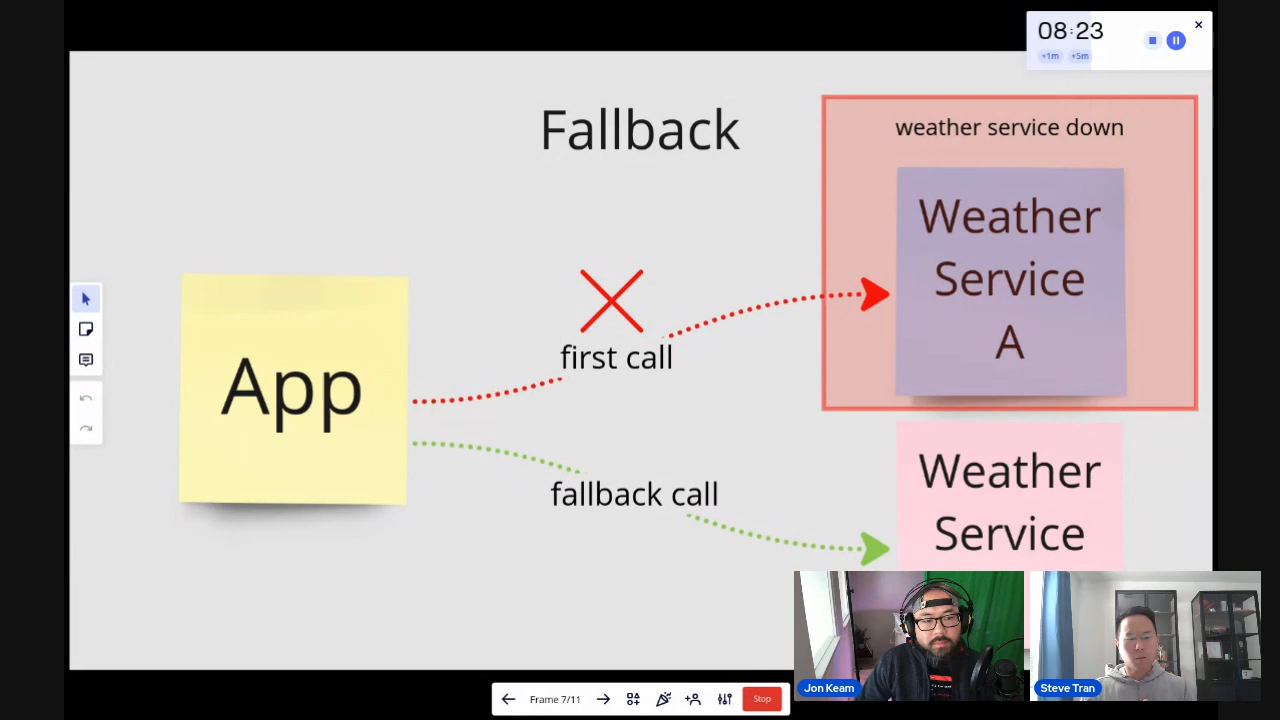 08:23
+1m +5m
Fallback
weather service down
Weather
Service
A
first call
App
fallback call
Weather
Service
Jon Keam
Steve Tran
Frame 7/11
Stop